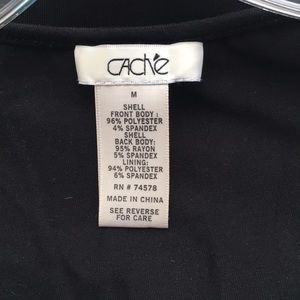 CAChé
M
SHELL
FRONT BODY:
96% POLYESTER
4% SPANDEX
SHELL
BACK BODY:
95% RAYON
5% SPANDEX
LINING:
94% POLYESTER
6% SPANDEX
RN # 74578
MADE IN CHINA
SEE REVERSE
FOR CARE